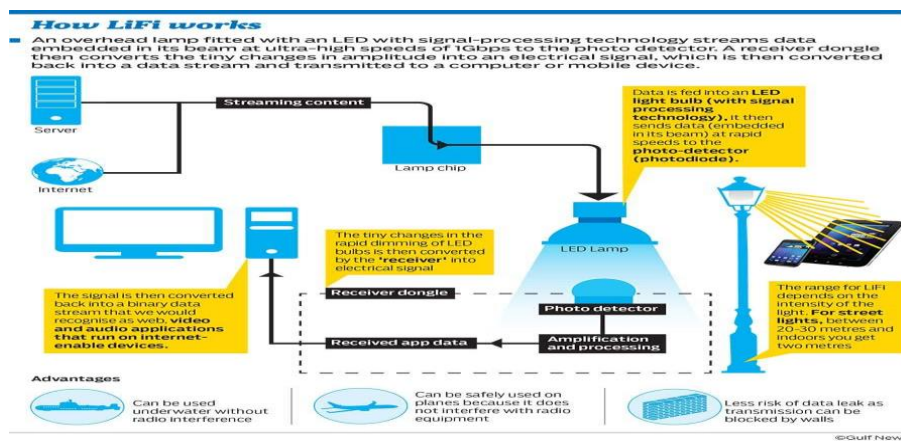 How LiFi works
An overhead lamp fitted with an LED with signal-processing technology streams data
embedded in its beam at ultra-high speeds of 1Gbps to the photo detector. A receiver dongle
then converts the tiny changes in amplitude into an electrical signal, which is then converted
back into a data stream and transmitted to a computer or mobile device.
Server
Internet
Streaming content
Lamp chip
Data is fed into an LED
light bulb (with signal
processing
technology), it then
sends data (embedded
in its beam) at rapid
speeds to the
photo-detector
(photodiode).
LED Lamp
The tiny changes in the
rapid dimming of LED
bulbs is then converted
by the 'receiver' into
electrical signal
Receiver dongle
Photo detector
Amplification
and processing
Received app data
The signal is then converted
back into a binary data
stream that we would
recognise as web, video
and audio applications
that run on internet-
enable devices.
The range for LiFi
depends on the
intensity of the
light. For street
lights, between
20-30 metres and
Indoors you get
two metres
Advantages
Can be used
underwater without
radio interference
Can be safely used on
planes because it does
not interfere with radio
equipment
Less risk of data leak as
transmission can be
blocked by walls
©Gulf New